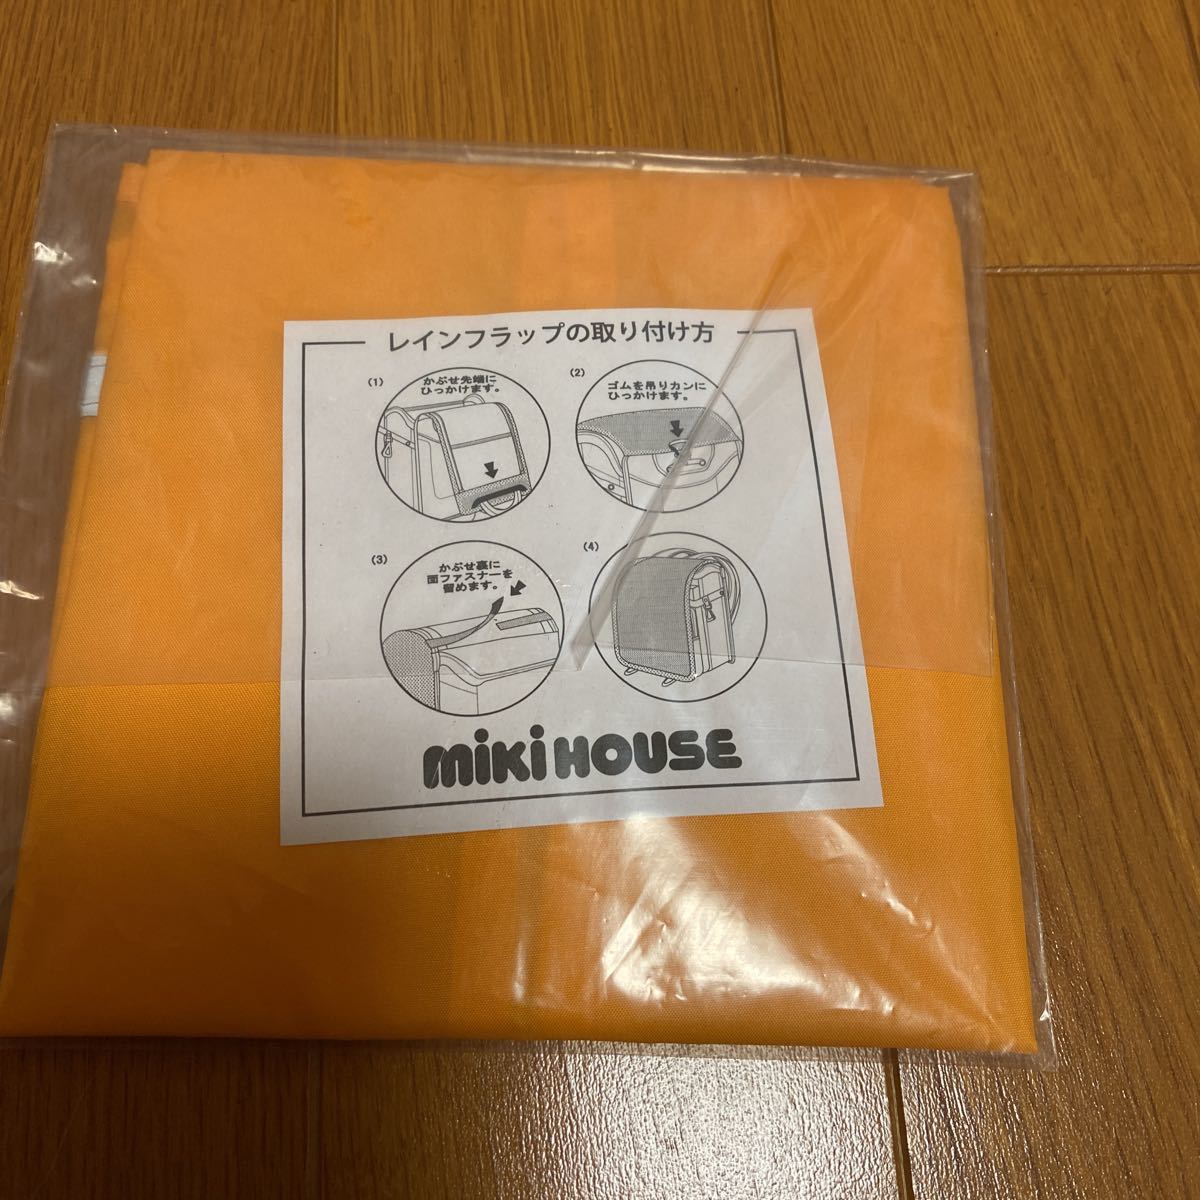 レインフラップの取り付け方
(1)
かぶせ先端に
ひっかけます。
(2)
ゴムを吊りカンに
ひっかけます。
(3)
かぶせ裏に
面ファスナーを
留めます。
(4)
miki HOUSE